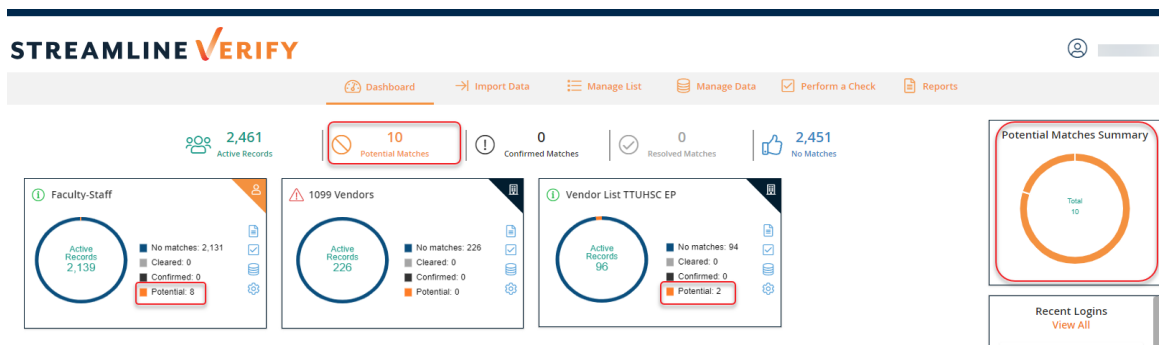 STREAMLINE VERIFY
Dashboard
Import Data
Manage List
Manage Data
Perform a Check
Reports
2,461
Active Records
10
Potential Matches
0
Confirmed Matches
0
Resolved Matches
2,451
No Matches
Potential Matches Summary
Total
10
Faculty-Staff
Active
Records
2,139
No matches: 2,131
Cleared: 0
Confirmed: 0
Potential: 8
1099 Vendors
Active
Records
226
No matches: 226
Cleared: 0
Confirmed: 0
Potential: 0
Vendor List TTUHSC EP
Active
Records
96
No matches: 94
Cleared: 0
Confirmed: 0
Potential: 2
Recent Logins
View All